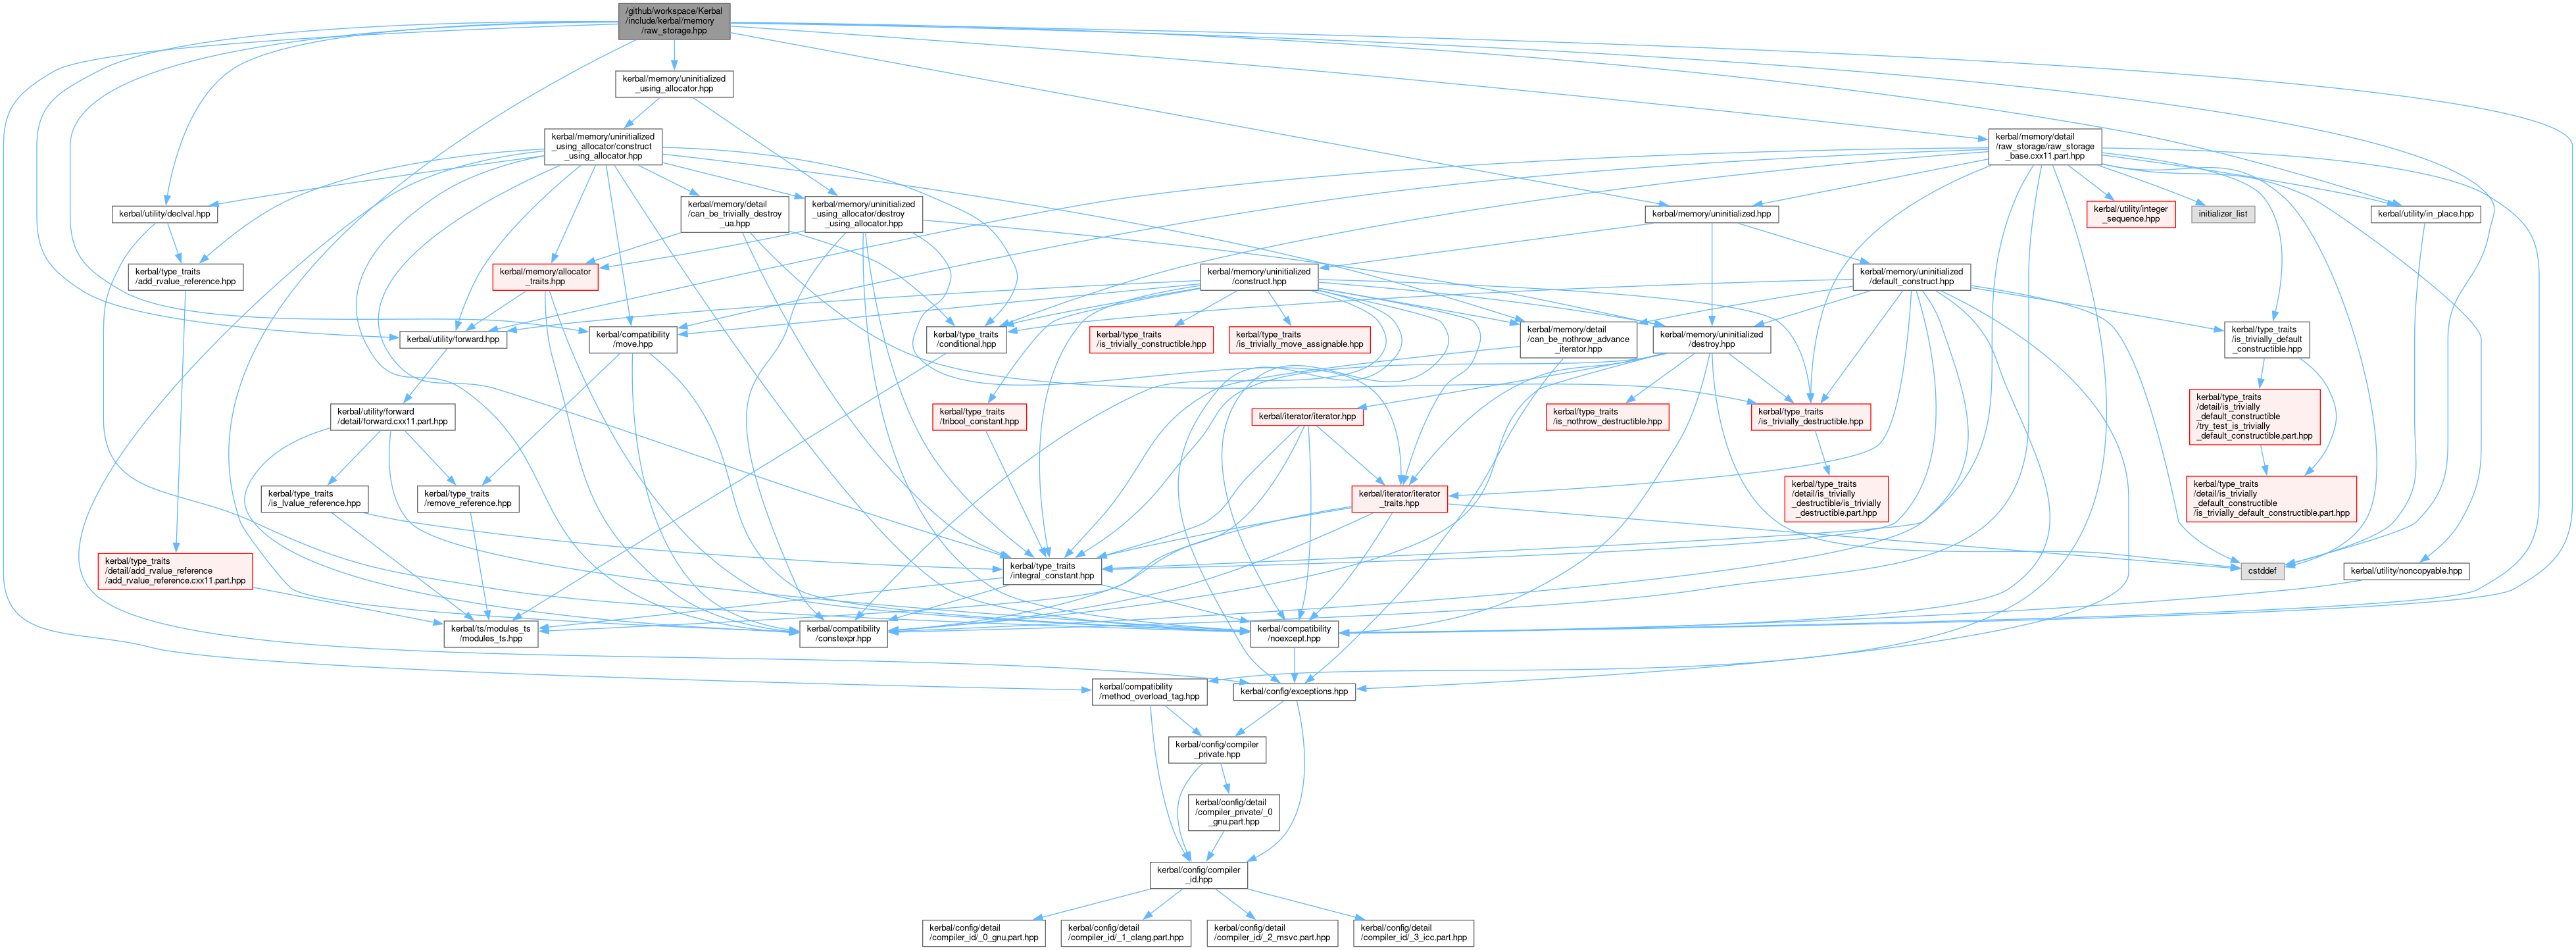 /github/workspace/Kerbal
/include/kerbal/memory
/raw_storage.hpp
kerbal/memory/uninitialized
_using_allocator.hpp
kerbal/memory/uninitialized
_using_allocator/construct
_using_allocator.hpp
kerbal/memory/detail
/raw_storage/raw_storage
_base.cxx11.part.hpp
kerbal/utility/declval.hpp
kerbal/memory/detail
/can_be_trivially_destroy
_ua.hpp
kerbal/memory/uninitialized
_using_allocator/destroy
_using_allocator.hpp
kerbal/memory/uninitialized.hpp
kerbal/utility/integer
_sequence.hpp
initializer_list
kerbal/utility/in_place.hpp
kerbal/type_traits
/add_rvalue_reference.hpp
kerbal/memory/allocator
_traits.hpp
kerbal/memory/uninitialized
/construct.hpp
kerbal/memory/uninitialized
/default_construct.hpp
kerbal/utility/forward.hpp
kerbal/compatibility
/move.hpp
kerbal/type_traits
/conditional.hpp
kerbal/type_traits
/is_trivially_constructible.hpp
kerbal/type_traits
/is_trivially_move_assignable.hpp
kerbal/memory/detail
/can_be_nothrow_advance
_iterator.hpp
kerbal/memory/uninitialized
/destroy.hpp
kerbal/type_traits
/is_trivially_default
_constructible.hpp
kerbal/utility/forward
/detail/forward.cxx11.part.hpp
kerbal/type_traits
/tribool_constant.hpp
kerbal/iterator/iterator.hpp
kerbal/type_traits
/is_nothrow_destructible.hpp
kerbal/type_traits
/is_trivially_destructible.hpp
kerbal/type_traits
/detail/is_trivially
_default_constructible
/try_test_is_trivially
_default_constructible.part.hpp
kerbal/type_traits
/is_lvalue_reference.hpp
kerbal/type_traits
/remove_reference.hpp
kerbal/iterator/iterator
_traits.hpp
kerbal/type_traits
/detail/is_trivially
_destructible/is_trivially
_destructible.part.hpp
kerbal/type_traits
/detail/is_trivially
_default_constructible
/is_trivially_default_constructible.part.hpp
kerbal/type_traits
/detail/add_rvalue_reference
/add_rvalue_reference.cxx11.part.hpp
kerbal/type_traits
/integral_constant.hpp
cstddef
kerbal/utility/noncopyable.hpp
kerbal/ts/modules_ts
/modules_ts.hpp
kerbal/compatibility
/constexpr.hpp
kerbal/compatibility
/noexcept.hpp
kerbal/compatibility
/method_overload_tag.hpp
kerbal/config/exceptions.hpp
kerbal/config/compiler
_private.hpp
kerbal/config/detail
/compiler_private/_0
_gnu.part.hpp
kerbal/config/compiler
_id.hpp
kerbal/config/detail
/compiler_id/_0_gnu.part.hpp
kerbal/config/detail
/compiler_id/_1_clang.part.hpp
kerbal/config/detail
/compiler_id/_2_msvc.part.hpp
kerbal/config/detail
/compiler_id/_3_icc.part.hpp